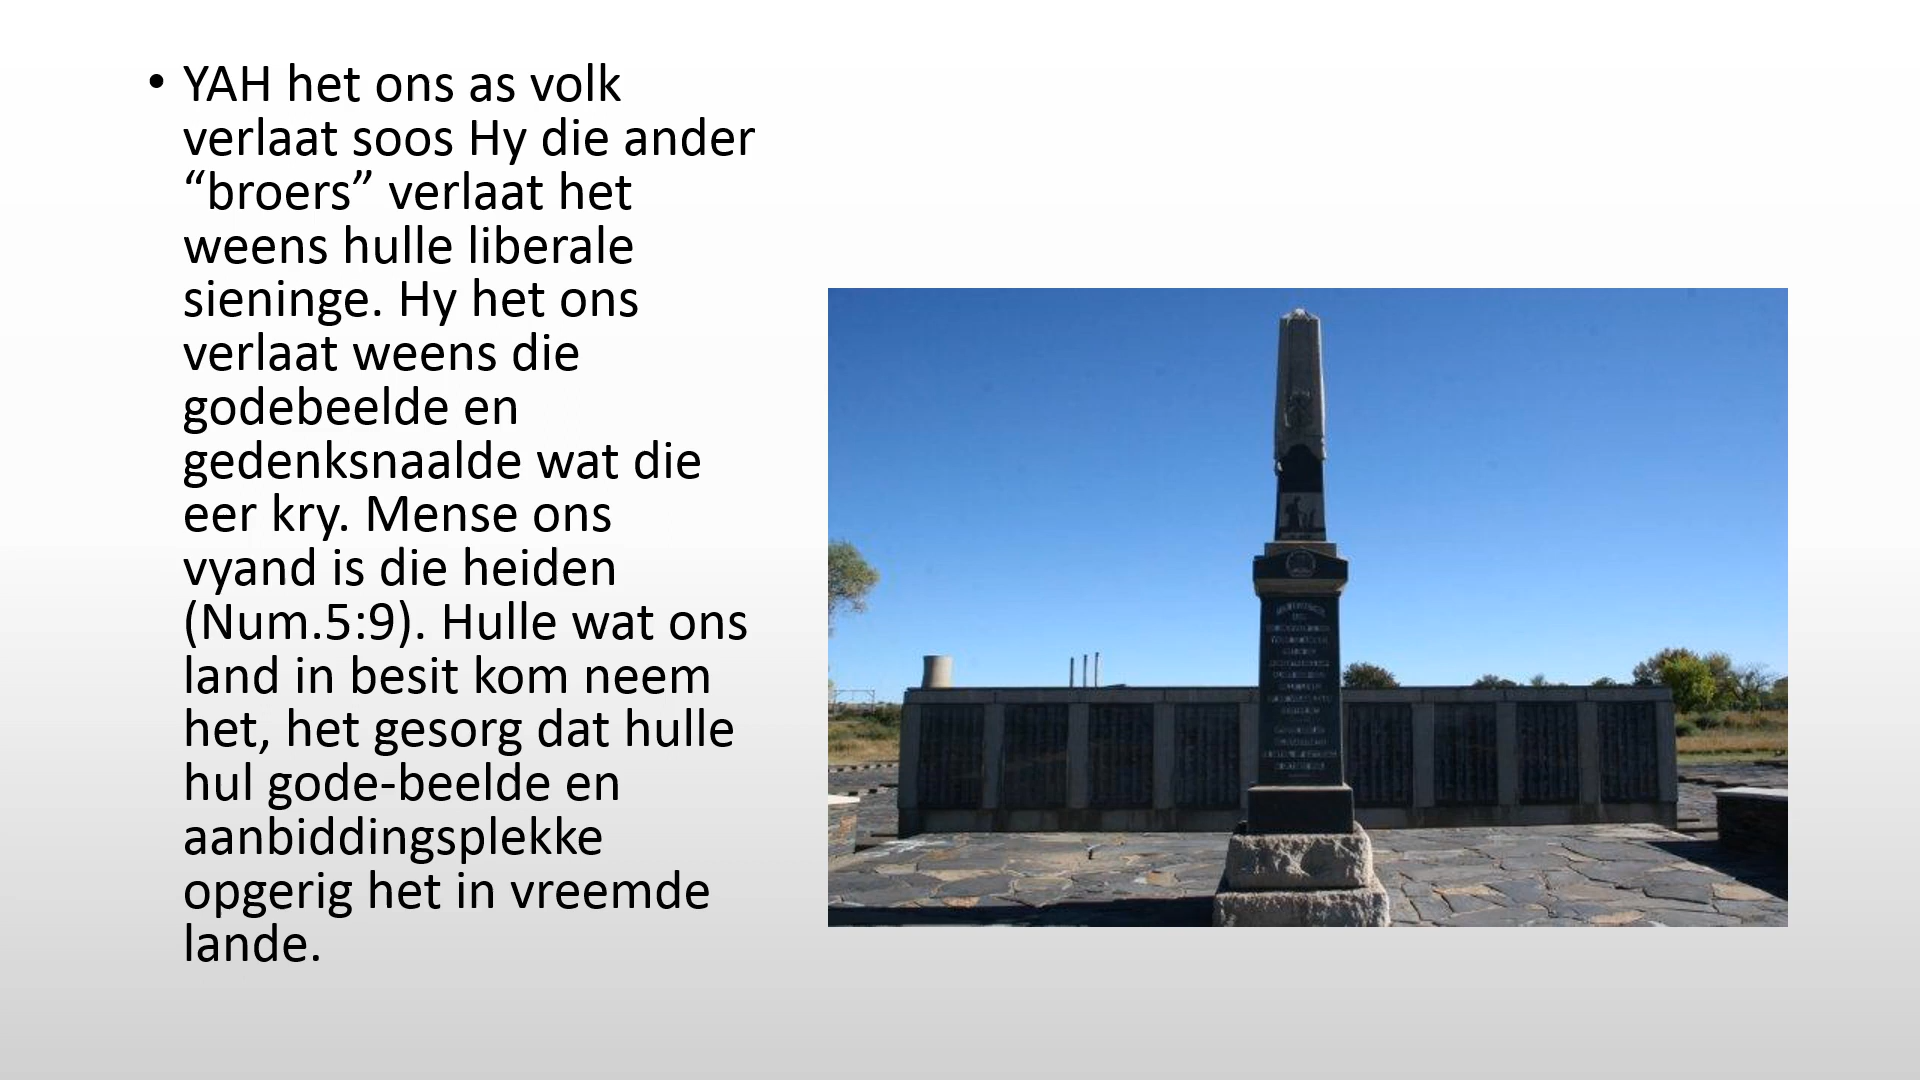 • YAH het ons as volk
verlaat soos Hy die ander
“broers” verlaat het
weens hulle liberale
sieninge. Hy het ons
verlaat weens die
godebeelde en
gedenksnaalde wat die
eer kry. Mense ons
vyand is die heiden
(Num.5:9). Hulle wat ons
land in besit kom neem
het, het gesorg dat hulle
hul gode-beelde en
aanbiddingsplekke
opgerig het in vreemde
lande.